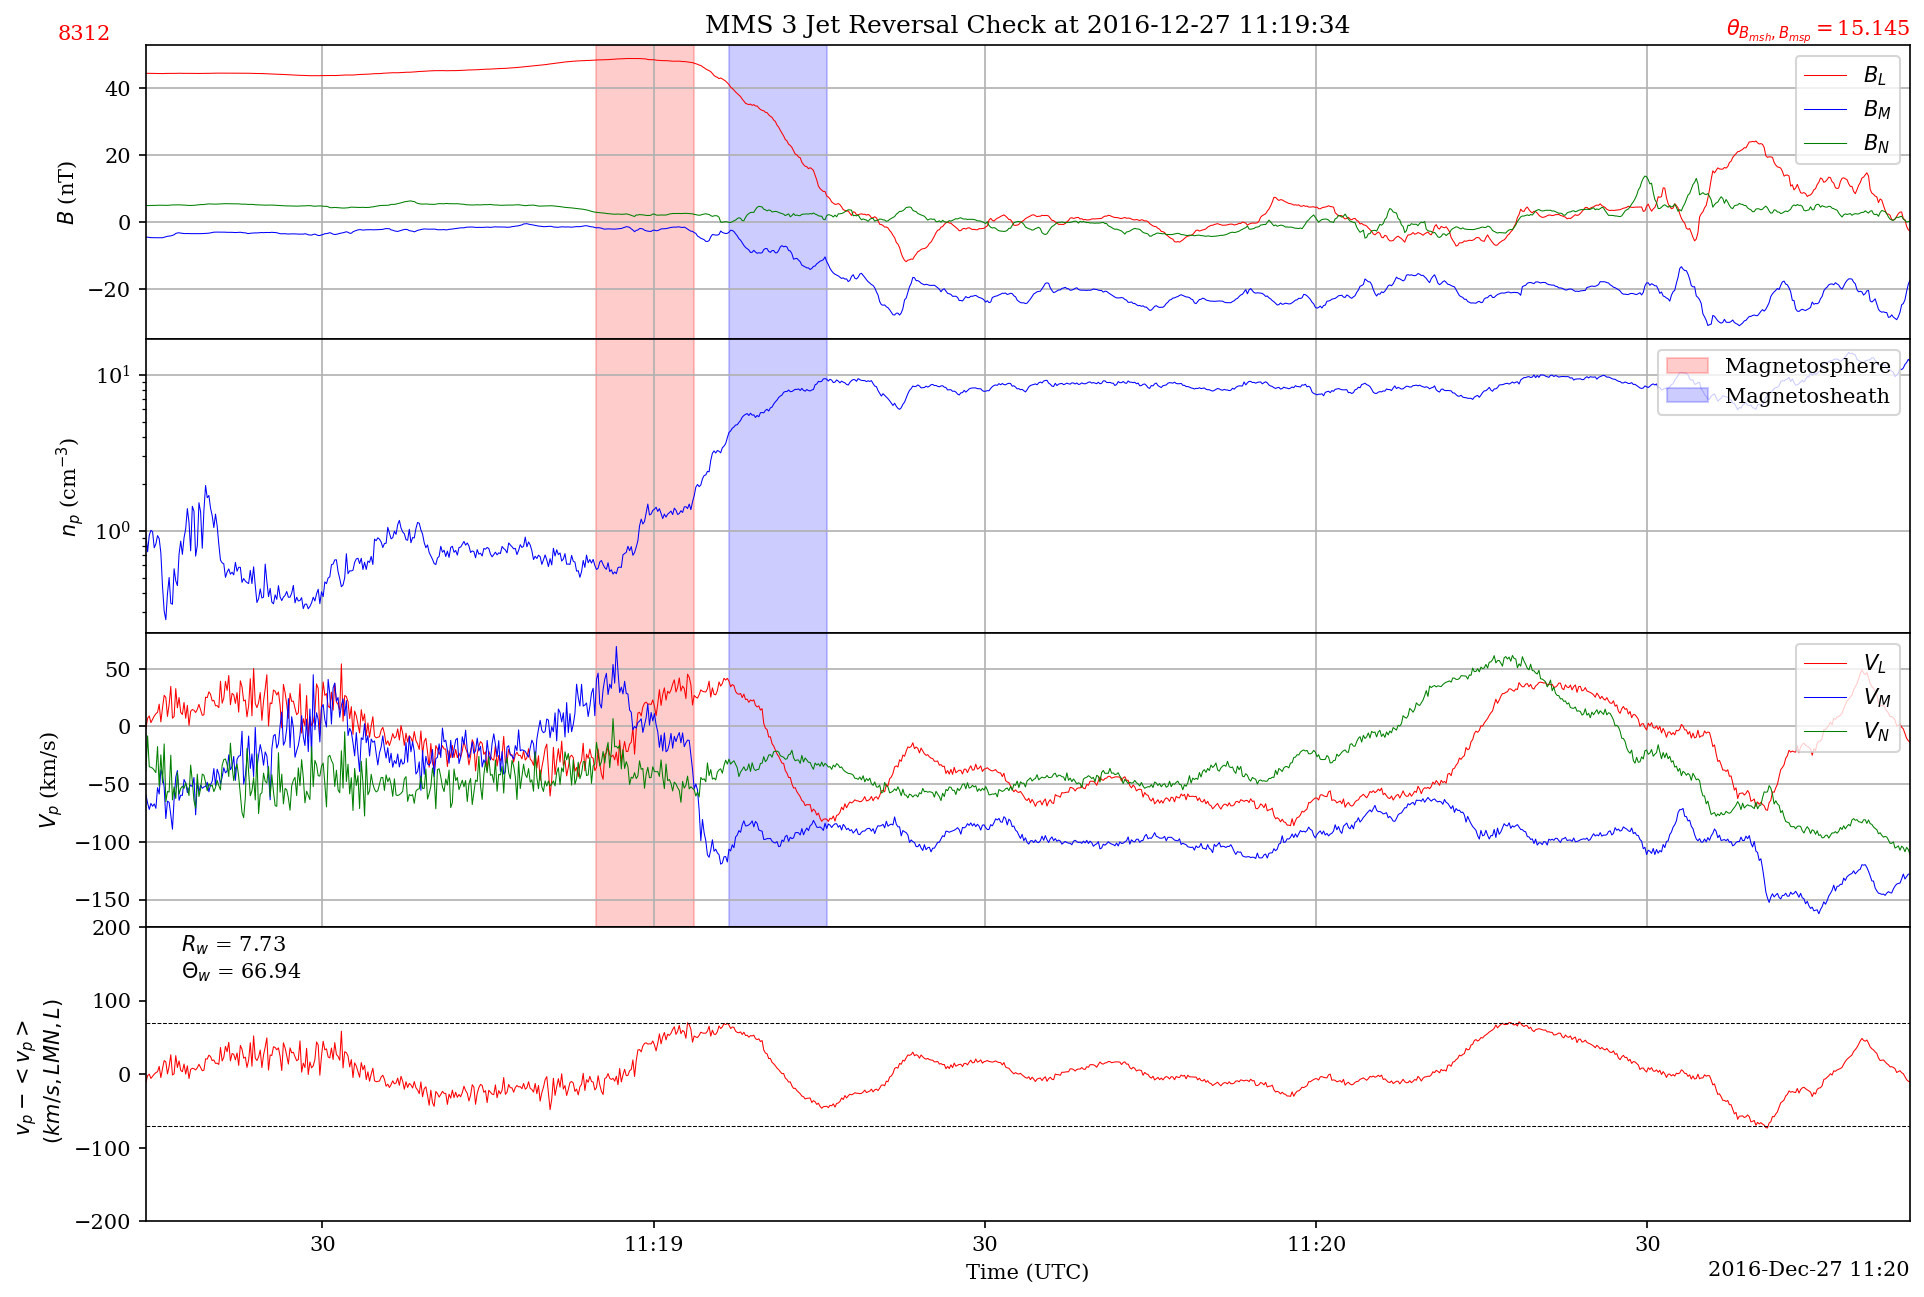 8312
MMS 3 Jet Reversal Check at 2016-12-27 11:19:34
θ_{B_{msh}, B_{msp}} = 15.145
B (nT)
40
20
0
−20
B_L
B_M
B_N
n_p (cm^{−3})
10^1
10^0
Magnetosphere
Magnetosheath
V_p (km/s)
50
0
−50
−100
−150
V_L
V_M
V_N
v_p − < v_p >
(km/s, LMN, L)
200
100
0
−100
−200
R_w = 7.73
Θ_w = 66.94
30
11:19
30
11:20
30
Time (UTC)
2016-Dec-27 11:20